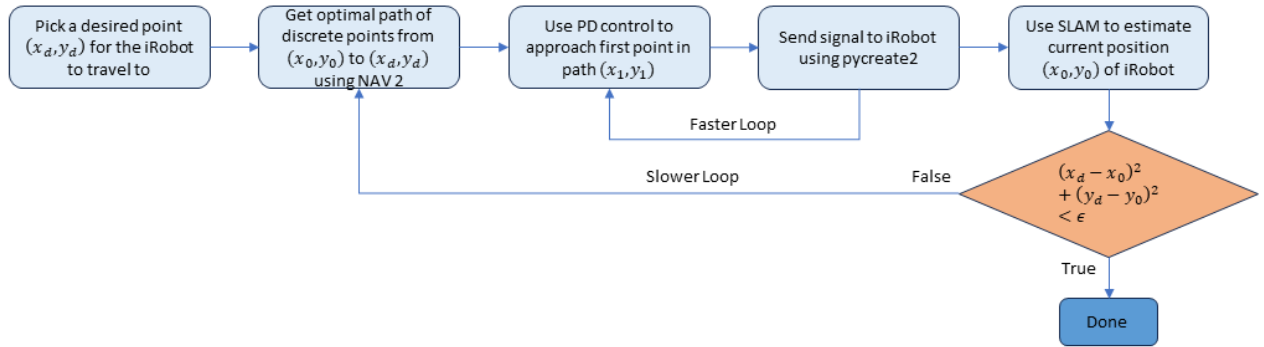 Pick a desired point
(x_d,y_d) for the iRobot
to travel to
Get optimal path of
discrete points from
(x_0,y_0) to (x_d,y_d)
using NAV 2
Use PD control to
approach first point in
path (x_1,y_1)
Send signal to iRobot
using pycreate2
Use SLAM to estimate
current position
(x_0,y_0) of iRobot
Faster Loop
Slower Loop
False
(x_d − x_0)²
+ (y_d − y_0)²
< ϵ
True
Done